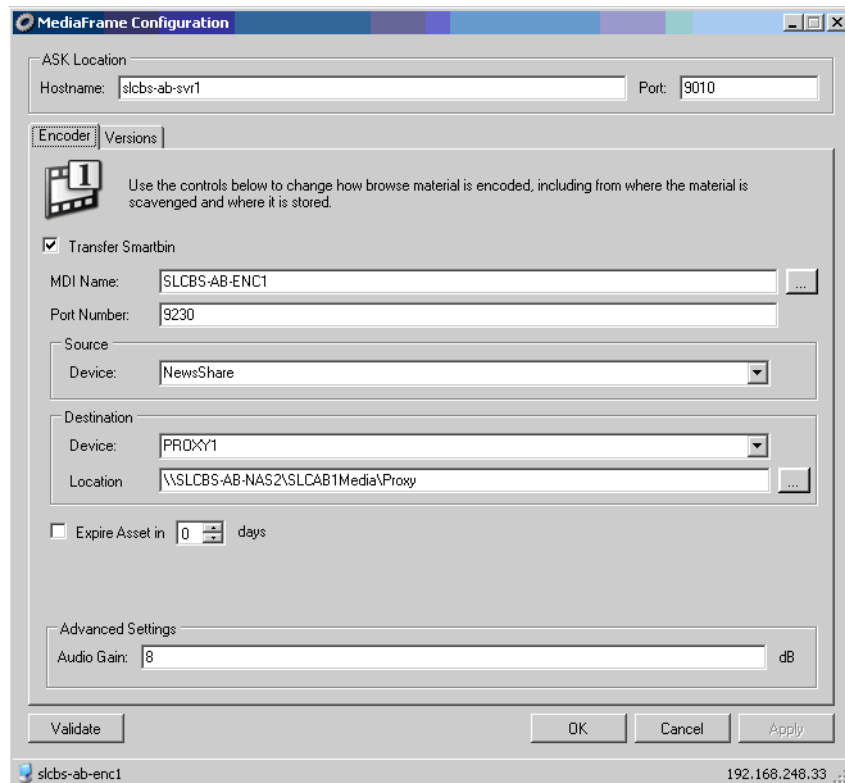 MediaFrame Configuration
ASK Location
Hostname: slcbs-ab-svr1 Port: 9010
Encoder Versions
1
Use the controls below to change how browse material is encoded, including from where the material is
scavenged and where it is stored.
Transfer Smartbin
MDI Name: SLCBS-AB-ENC1 ...
Port Number: 9230
Source
Device: NewsShare
Destination
Device: PROXY1
Location \\SLCBS-AB-NAS2\SLCAB1Media\Proxy ...
Expire Asset in 0 days
Advanced Settings
Audio Gain: 8 dB
Validate OK Cancel Apply
slcbs-ab-enc1 192.168.248.33